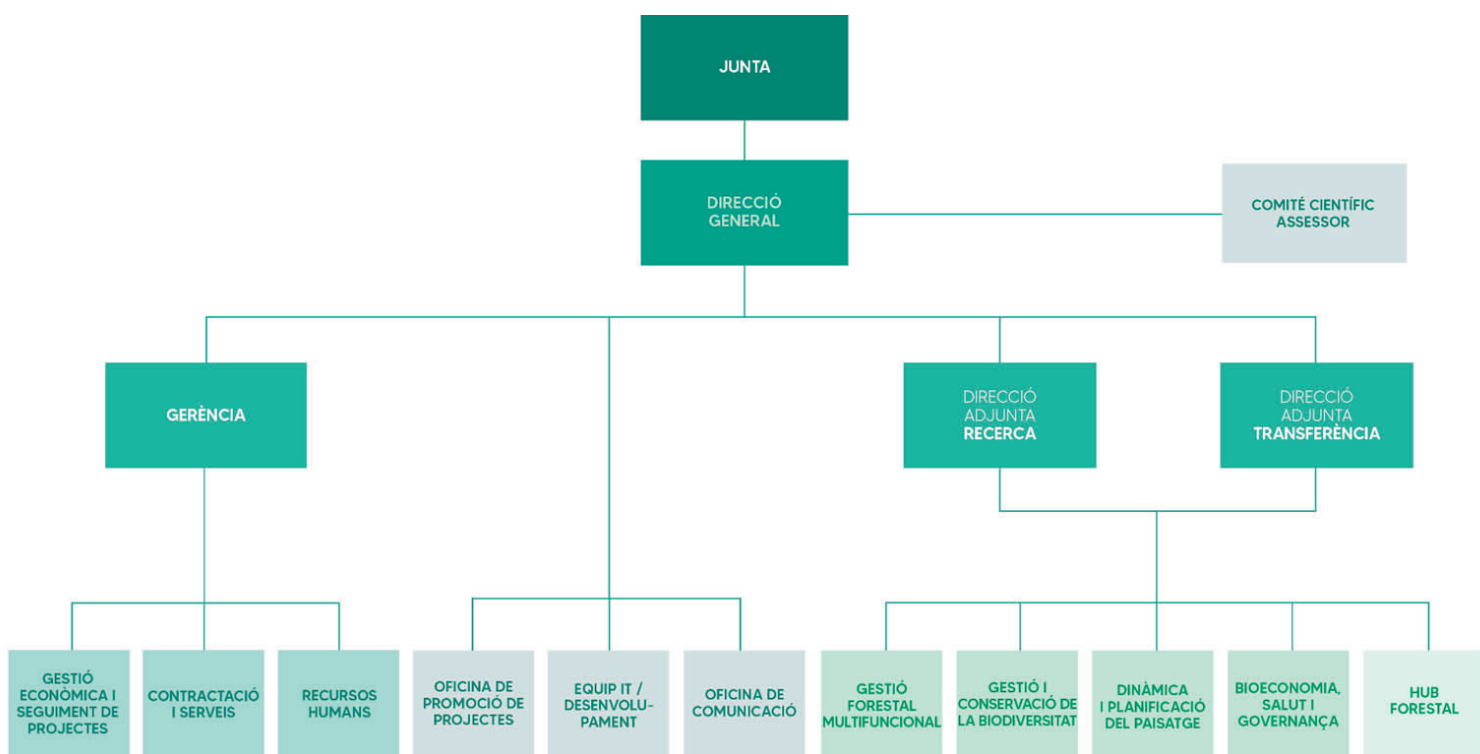 JUNTA
DIRECCIÓ
GENERAL
COMITÉ CIENTÍFIC
ASSESSOR
GERÈNCIA
DIRECCIÓ
ADJUNTA
RECERCA
DIRECCIÓ
ADJUNTA
TRANSFERÈNCIA
GESTIÓ
ECONÒMICA I
SEGUIMENT DE
PROJECTES
CONTRACTACIÓ
I SERVEIS
RECURSOS
HUMANS
OFICINA DE
PROMOCIÓ DE
PROJECTES
EQUIP IT /
DESENVOLU-
PAMENT
OFICINA DE
COMUNICACIÓ
GESTIÓ
FORESTAL
MULTIFUNCIONAL
GESTIÓ I
CONSERVACIÓ DE
LA BIODIVERSITAT
DINÀMICA
I PLANIFICACIÓ
DEL PAISATGE
BIOECONOMIA,
SALUT I
GOVERNANÇA
HUB
FORESTAL